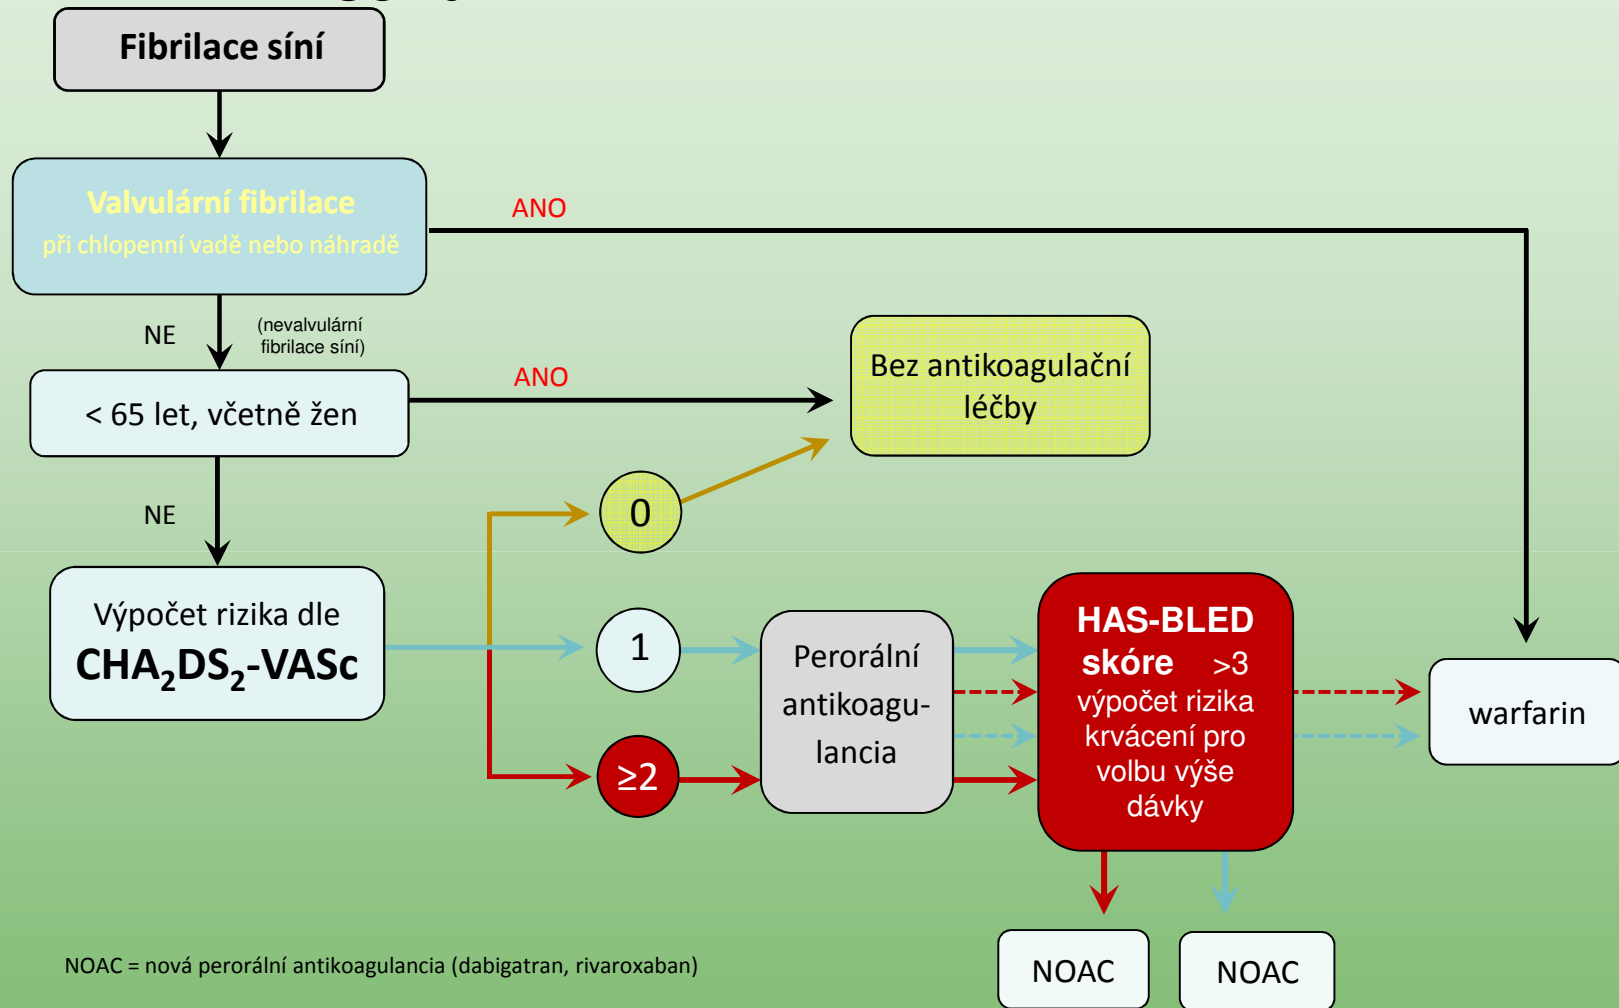 Fibrilace síní
Valvulární fibrilace
při chlopenní vadě nebo náhradě
ANO
NE
(nevalvulární
fibrilace síní)
< 65 let, včetně žen
ANO
Bez antikoagulační
léčby
NE
0
Výpočet rizika dle
CHA₂DS₂-VASc
1
≥2
Perorální
antikoagu-
lancia
HAS-BLED
skóre >3
výpočet rizika
krvácení pro
volbu výše
dávky
warfarin
NOAC
NOAC
NOAC = nová perorální antikoagulancia (dabigatran, rivaroxaban)